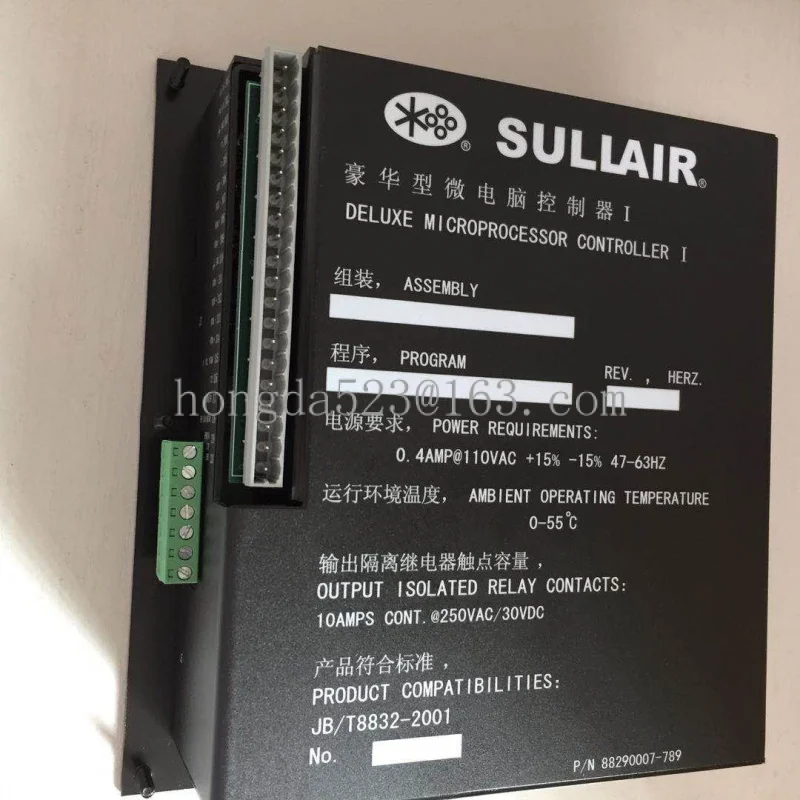 SULLAIR®
豪华型微电脑控制器 I
DELUXE MICROPROCESSOR CONTROLLER I
组装，ASSEMBLY
程序，PROGRAM
REV.，HERZ.
hongda523@163.com
电源要求，POWER REQUIREMENTS:
0.4AMP@110VAC +15% -15% 47-63HZ
运行环境温度，AMBIENT OPERATING TEMPERATURE
0-55℃
输出隔离继电器触点容量，
OUTPUT ISOLATED RELAY CONTACTS:
10AMPS CONT.@250VAC/30VDC
产品符合标准，
PRODUCT COMPATIBILITIES:
JB/T8832-2001
No.
P/N 88290007-789